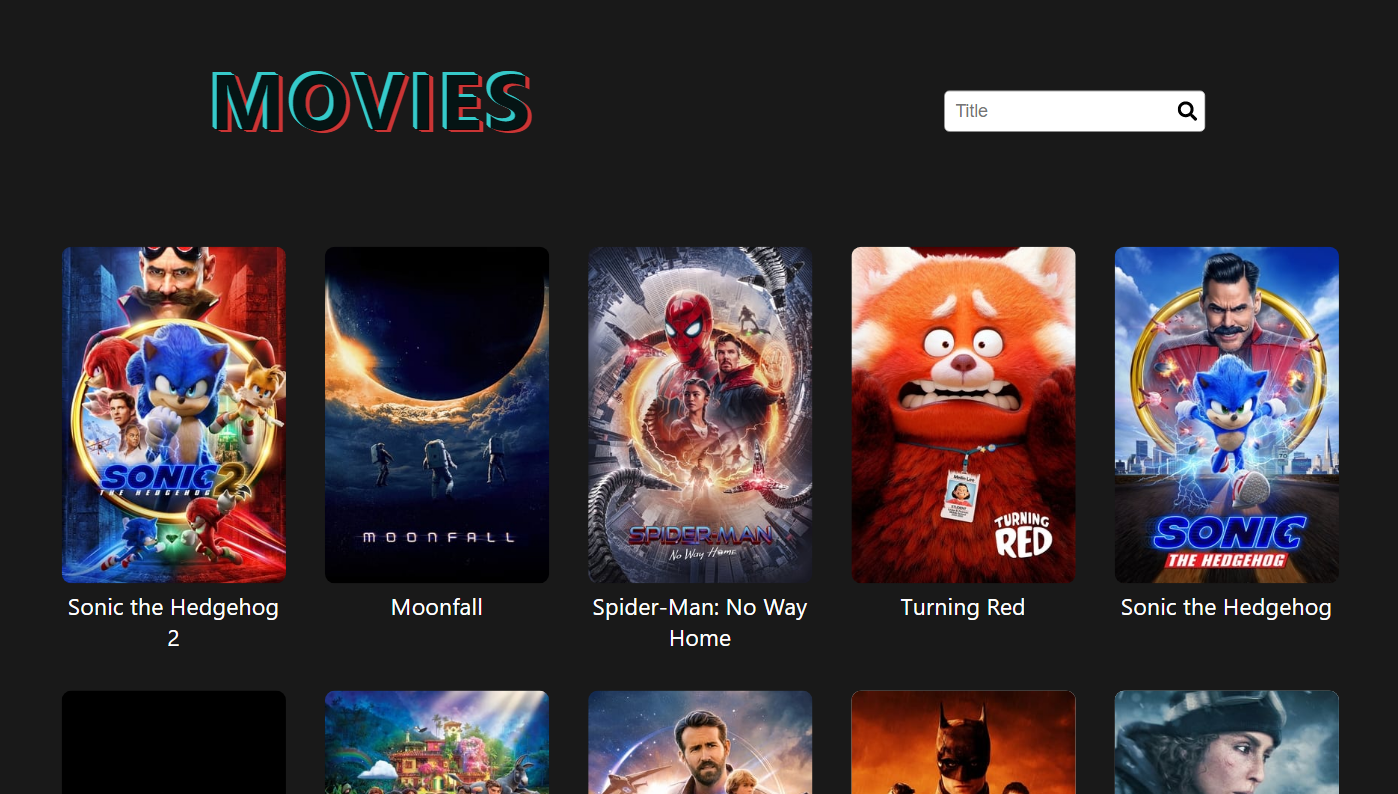 MOVIES
Title
SONIC 2
THE HEDGEHOG
MOONFALL
SPIDER-MAN
No Way Home
TURNING
RED
SONIC
THE HEDGEHOG
Sonic the Hedgehog
2
Moonfall
Spider-Man: No Way
Home
Turning Red
Sonic the Hedgehog